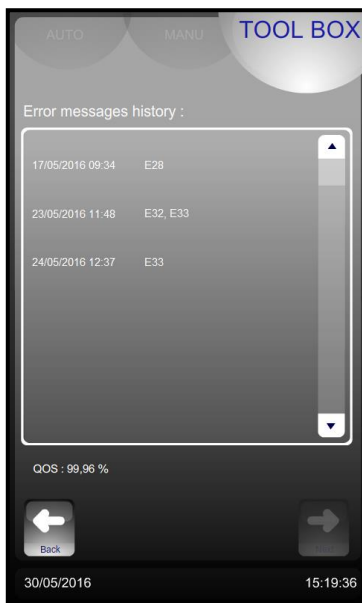 AUTO MANU TOOL BOX
Error messages history :
17/05/2016 09:34 E28
23/05/2016 11:48 E32, E33
24/05/2016 12:37 E33
QOS : 99,96 %
Back
30/05/2016 15:19:36